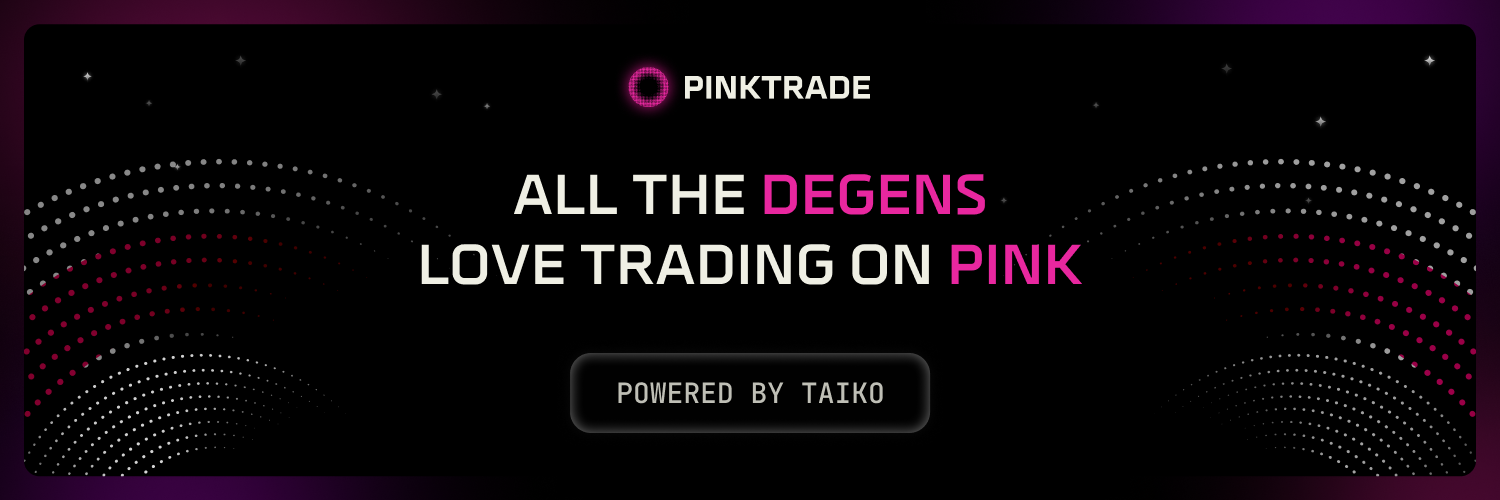 PINKTRADE
ALL THE DEGENS
LOVE TRADING ON PINK
POWERED BY TAIKO